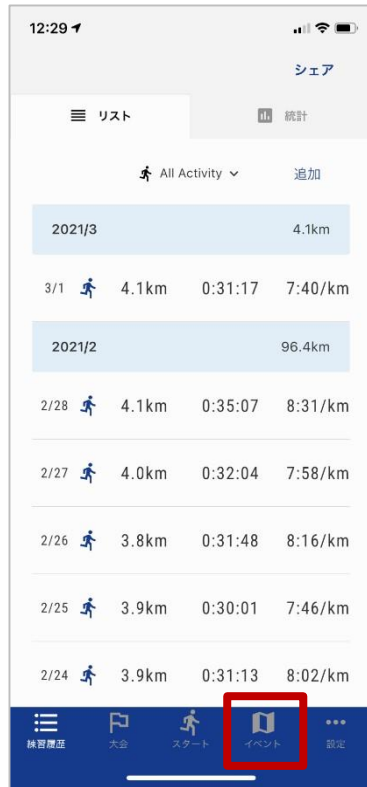 12:29
シェア
リスト 統計
All Activity 追加
2021/3 4.1km
3/1 4.1km 0:31:17 7:40/km
2021/2 96.4km
2/28 4.1km 0:35:07 8:31/km
2/27 4.0km 0:32:04 7:58/km
2/26 3.8km 0:31:48 8:16/km
2/25 3.9km 0:30:01 7:46/km
2/24 3.9km 0:31:13 8:02/km
練習履歴 大会 スタート イベント 設定